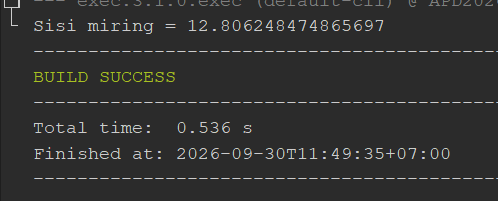 --- exec:3.1.0:exec (default-cli) @ APD202
Sisi miring = 12.806248474865697
------------------------------------------------
BUILD SUCCESS
------------------------------------------------
Total time:  0.536 s
Finished at: 2026-09-30T11:49:35+07:00
------------------------------------------------